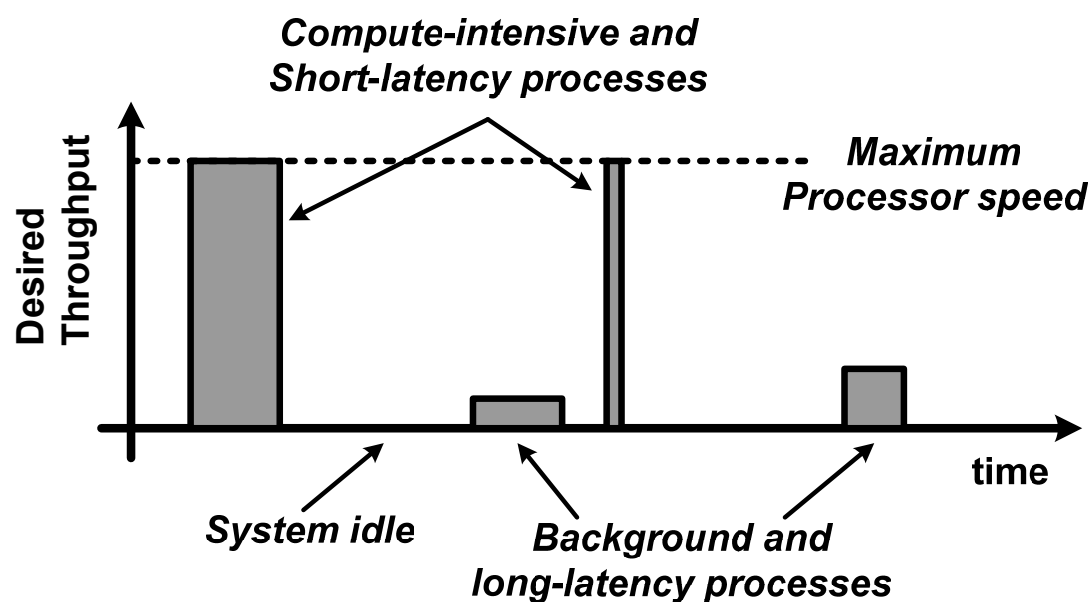 Compute-intensive and
Short-latency processes
Maximum
Processor speed
Desired
Throughput
time
System idle
Background and
long-latency processes